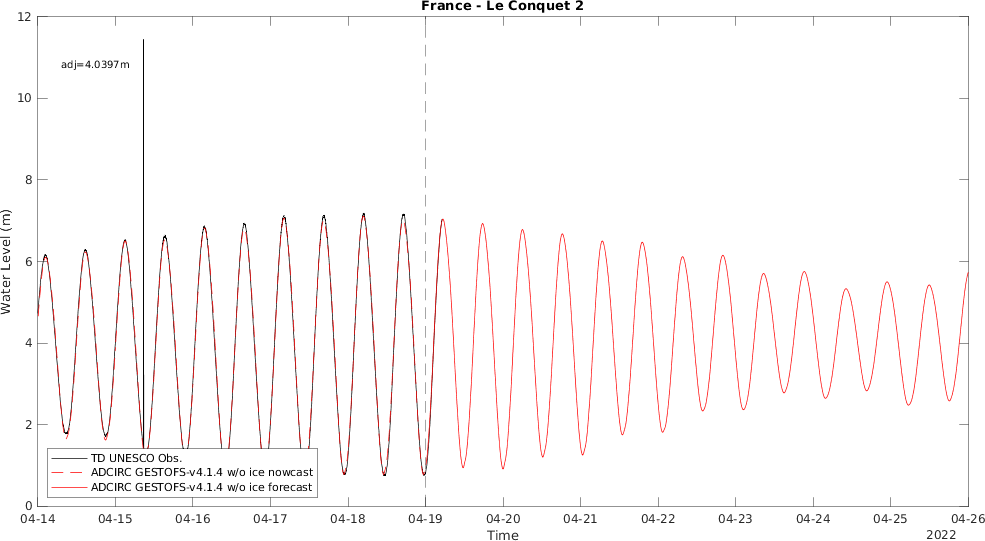 France - Le Conquet 2
12
10
8
6
4
2
0
Water Level (m)
adj=4.0397m
TD UNESCO Obs.
ADCIRC GESTOFS-v4.1.4 w/o ice nowcast
ADCIRC GESTOFS-v4.1.4 w/o ice forecast
04-14 04-15 04-16 04-17 04-18 04-19 04-20 04-21 04-22 04-23 04-24 04-25 04-26
Time
2022